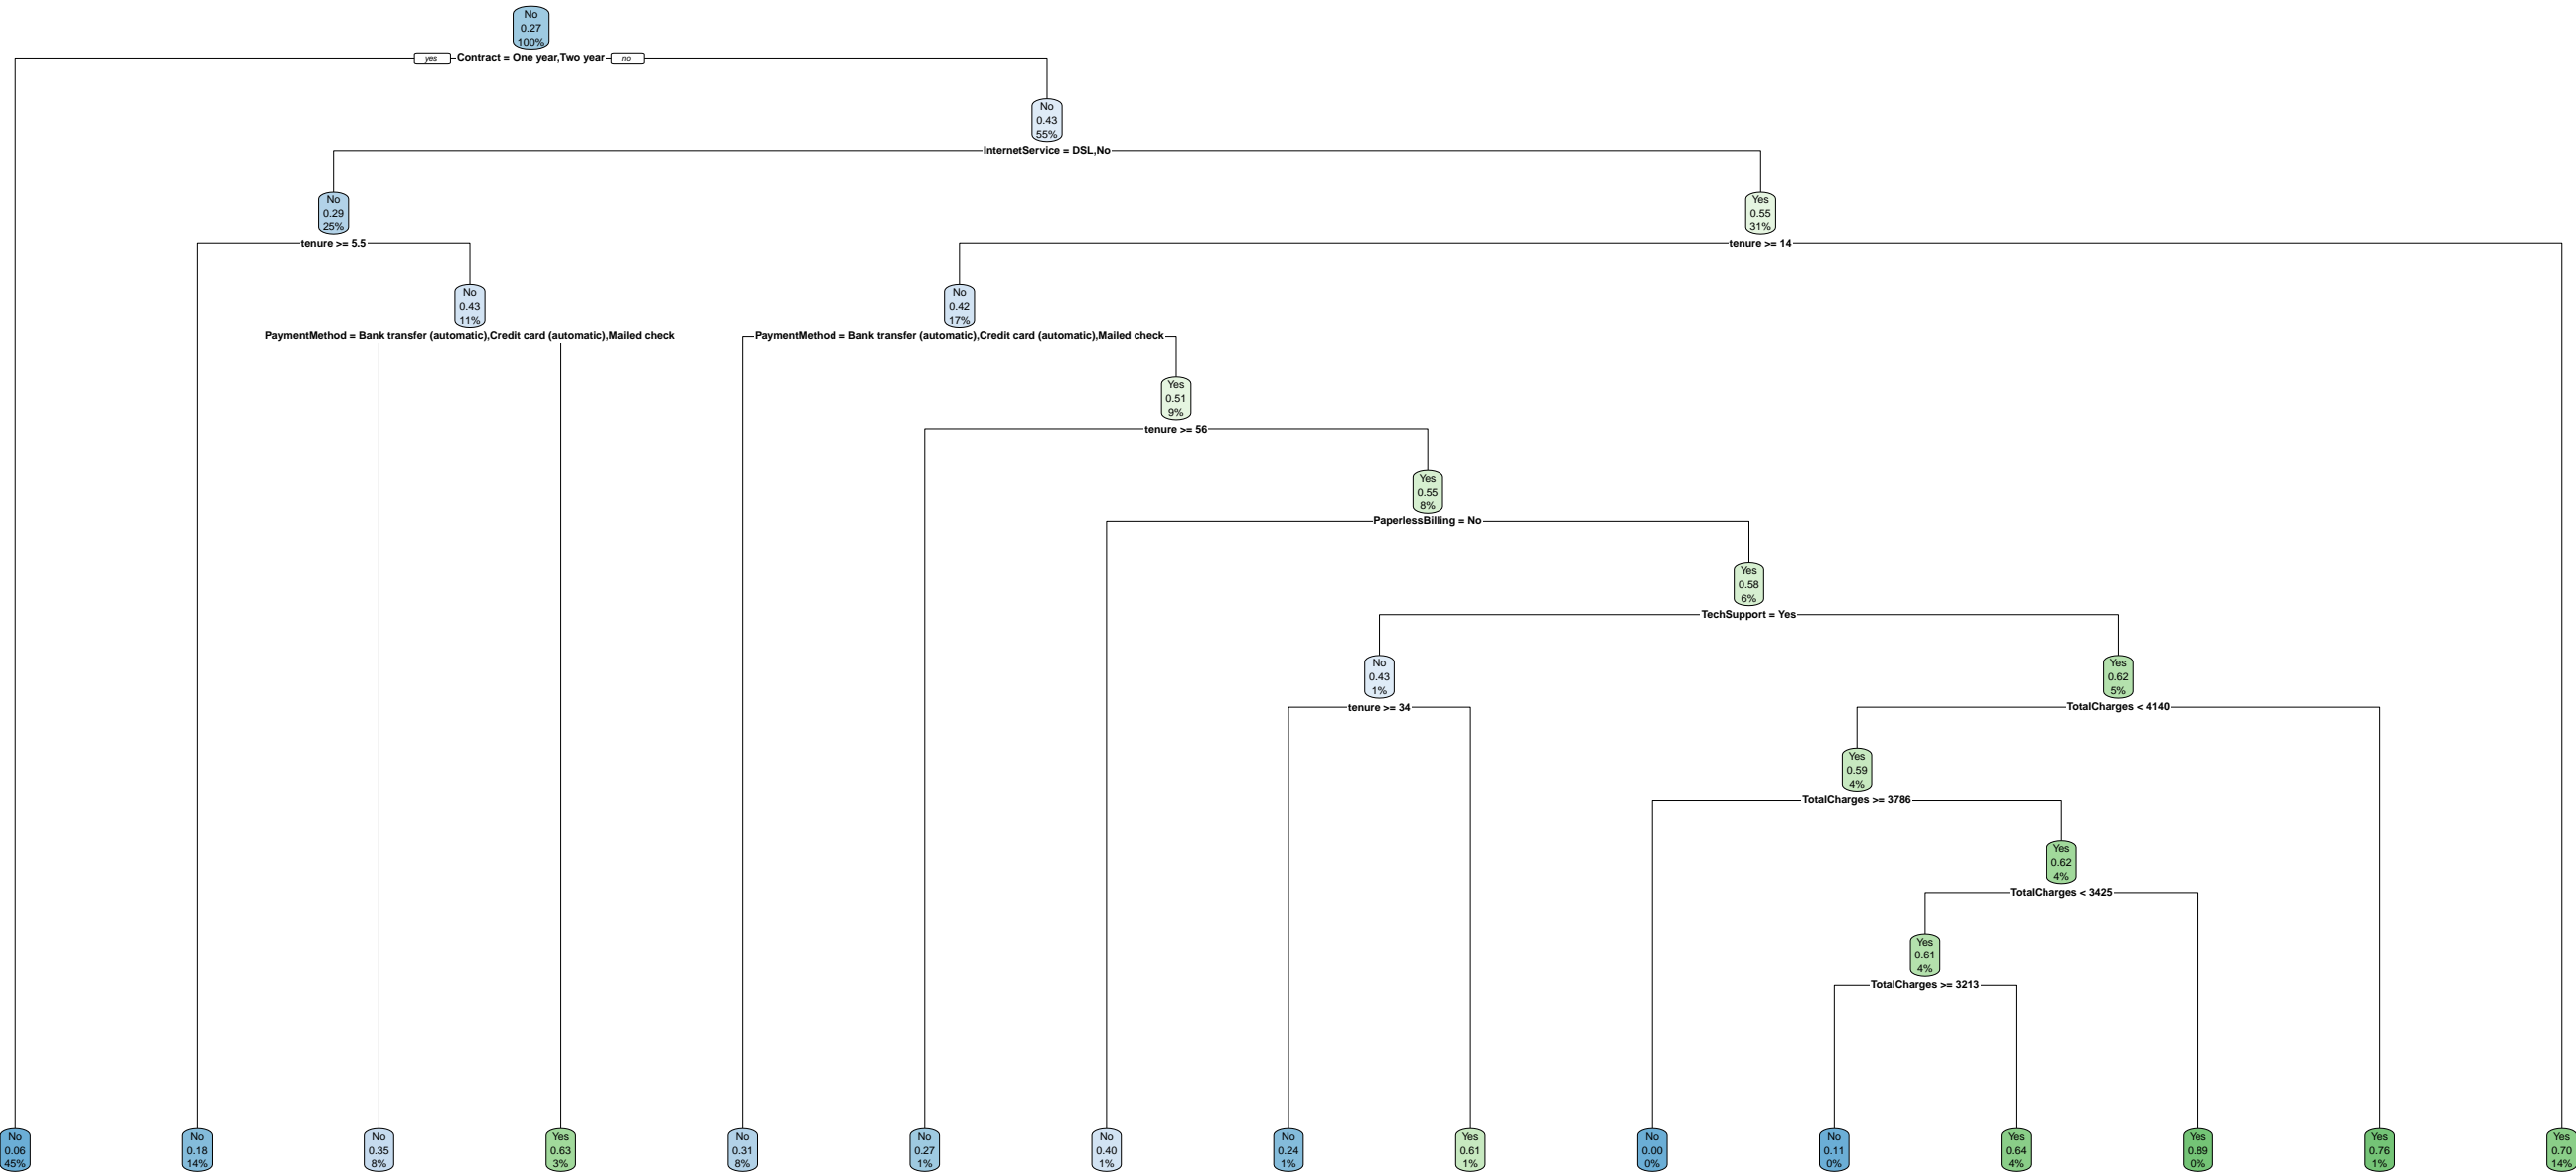 No
0.27
100%
yes Contract = One year,Two year no
No
0.43
55%
InternetService = DSL,No
No
0.29
25%
Yes
0.55
31%
tenure >= 5.5
tenure >= 14
No
0.43
11%
No
0.42
17%
PaymentMethod = Bank transfer (automatic),Credit card (automatic),Mailed check
PaymentMethod = Bank transfer (automatic),Credit card (automatic),Mailed check
Yes
0.51
9%
tenure >= 56
Yes
0.55
8%
PaperlessBilling = No
Yes
0.58
6%
TechSupport = Yes
No
0.43
1%
Yes
0.62
5%
tenure >= 34
TotalCharges < 4140
Yes
0.59
4%
TotalCharges >= 3786
Yes
0.62
4%
TotalCharges < 3425
Yes
0.61
4%
TotalCharges >= 3213
No
0.06
45%
No
0.18
14%
No
0.35
8%
Yes
0.63
3%
No
0.31
8%
No
0.27
1%
No
0.40
1%
No
0.24
1%
Yes
0.61
1%
No
0.00
0%
No
0.11
0%
Yes
0.64
4%
Yes
0.89
0%
Yes
0.76
1%
Yes
0.70
14%